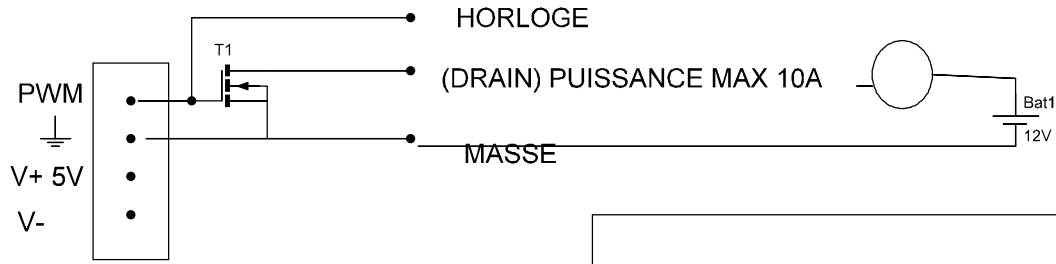 HORLOGE
T1
(DRAIN) PUISSANCE MAX 10A
PWM
Bat1
12V
MASSE
V+ 5V
V-